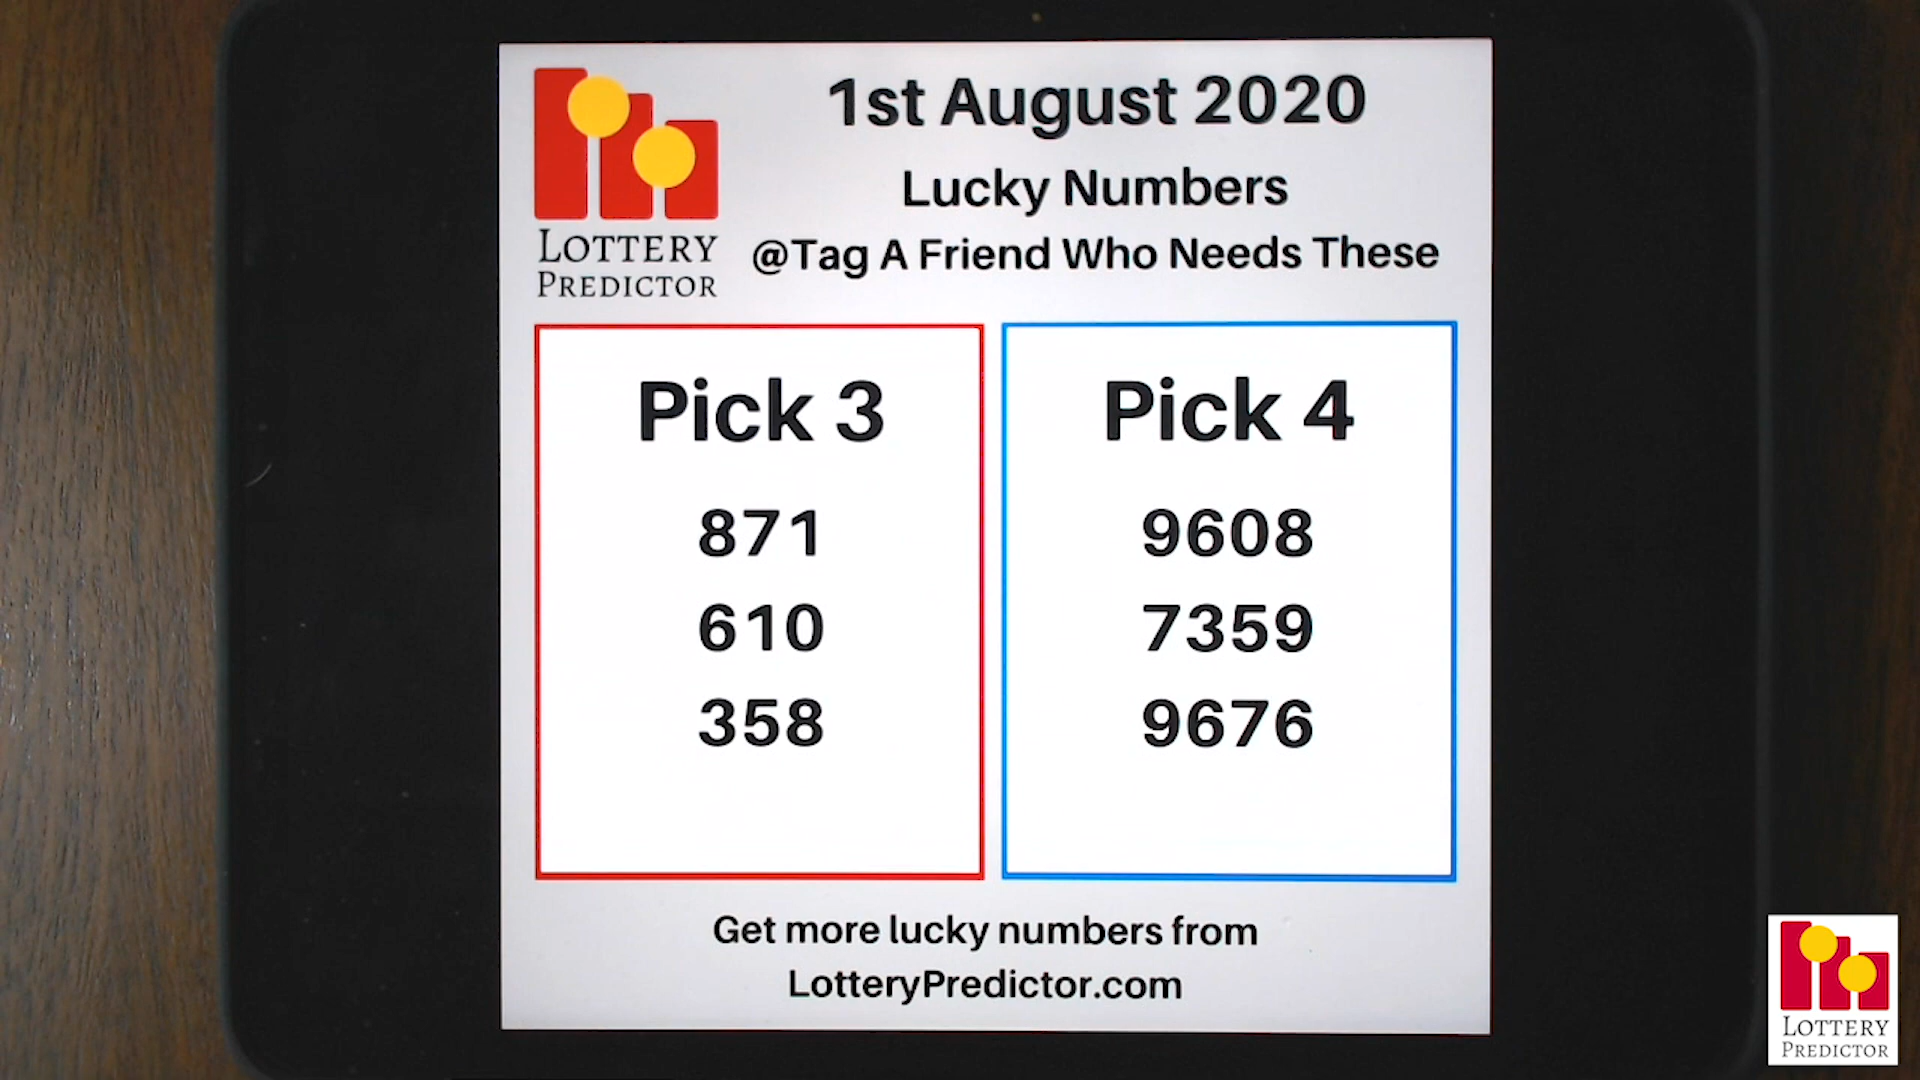 1st August 2020
Lucky Numbers
@Tag A Friend Who Needs These
LOTTERY
PREDICTOR
Pick 3
871
610
358
Pick 4
9608
7359
9676
Get more lucky numbers from
LotteryPredictor.com
LOTTERY
PREDICTOR